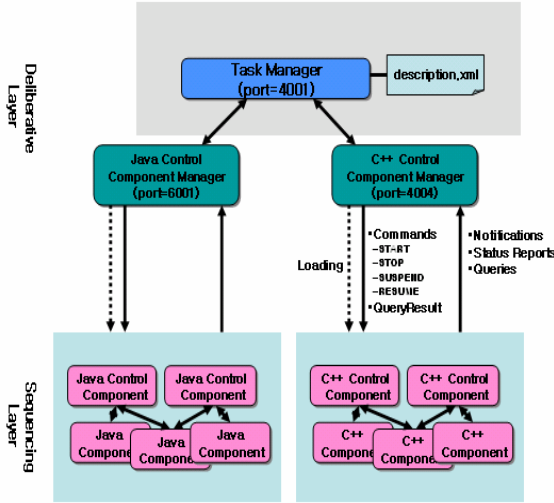 Deliberative
Layer
Task Manager
(port=4001)
description.xml
Java Control
Component Manager
(port=6001)
C++ Control
Component Manager
(port=4004)
Loading
•Commands
-START
-STOP
-SUSPEND
-RESUME
•QueryResult
•Notifications
•Status Reports
•Queries
Sequencing
Layer
Java Control
Component
Java Control
Component
Java
Component
Java
Component
Java
Component
C++ Control
Component
C++ Control
Component
C++
Component
C++
Component
C++
Component